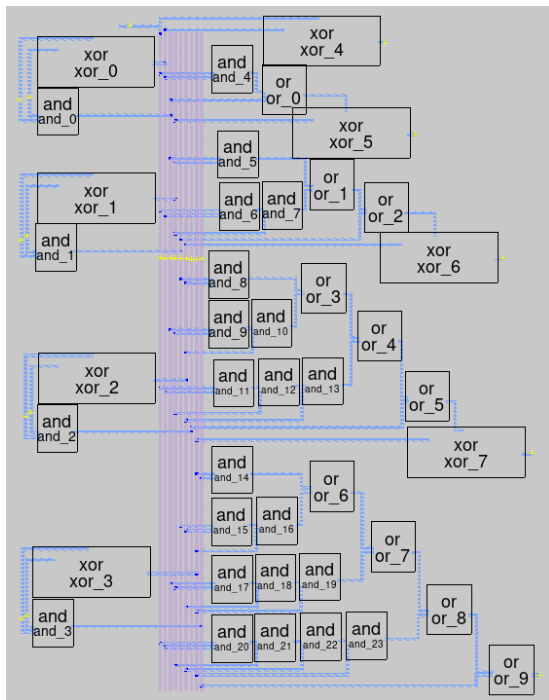 xor
xor_4
xor
xor_0
and
and_4
or
or_0
and
and_0
xor
xor_5
and
and_5
or
or_1
xor
xor_1
and
and_6
and
and_7
or
or_2
and
and_1
xor
xor_6
and
and_8
or
or_3
and
and_9
and
and_10
or
or_4
xor
xor_2
and
and_11
and
and_12
and
and_13
or
or_5
and
and_2
xor
xor_7
and
and_14
or
or_6
and
and_15
and
and_16
or
or_7
xor
xor_3
and
and_17
and
and_18
and
and_19
or
or_8
and
and_3
and
and_20
and
and_21
and
and_22
and
and_23
or
or_9